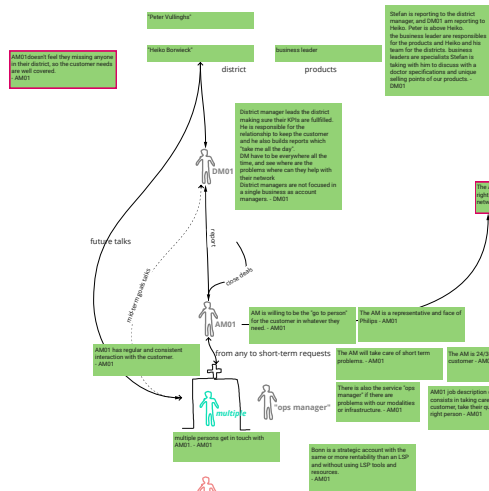 "Peter Vullinghs"
"Heiko Borwieck"
business leader
district
products
Stefan is reporting to the district
manager, and DM01 am reporting to
Heiko. Peter is above Heiko.
the business leader are responsibles
for the products and Heiko and his
team for the districts. business
leaders are specialists Stefan is
taking with him to discuss with a
doctor specifications and unique
selling points of our products. -
DM01
AM01doesn't feel they missing anyone
in their district, so the customer needs
are well covered.
- AM01
District manager leads the district
making sure their KPIs are fullfilled.
He is responsible for the
relationship to keep the customer
and he also builds reports which
"take me all the day".
DM have to be everywhere all the
time, and see where are the
problems where can they help with
their network
District managers are not focused in
a single business as account
managers. - DM01
DM01
The
right
netw
future talks
report
mid-term goals talks
close deals
AM01
AM is willing to be the "go to person"
for the customer in whatever they
need. - AM01
The AM is a representative and face of
Philips - AM01
AM01 has regular and consistent
interaction with the customer.
- AM01
from any to short-term requests
The AM will take care of short term
problems. - AM01
The AM is 24/3
customer - AM0
multiple
"ops manager"
There is also the service "ops
manager" if there are
problems with our modalities
or infrastructure. - AM01
AM01 job description
consists in taking care
customer, take their qu
right person - AM01
multiple persons get in touch with
AM01. - AM01
Bonn is a strategic account with the
same or more rentability than an LSP
and without using LSP tools and
resources.
- AM01